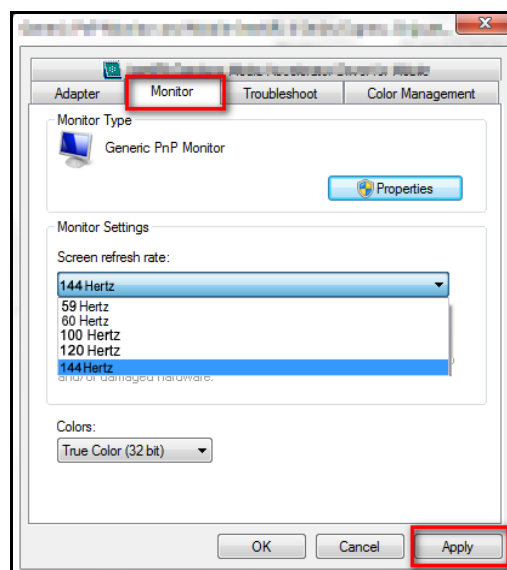 Adapter
Monitor
Troubleshoot
Color Management
Monitor Type
Generic PnP Monitor
Properties
Monitor Settings
Screen refresh rate:
144 Hertz
59 Hertz
60 Hertz
100 Hertz
120 Hertz
144 Hertz
and/or damaged hardware.
Colors:
True Color (32 bit)
OK
Cancel
Apply